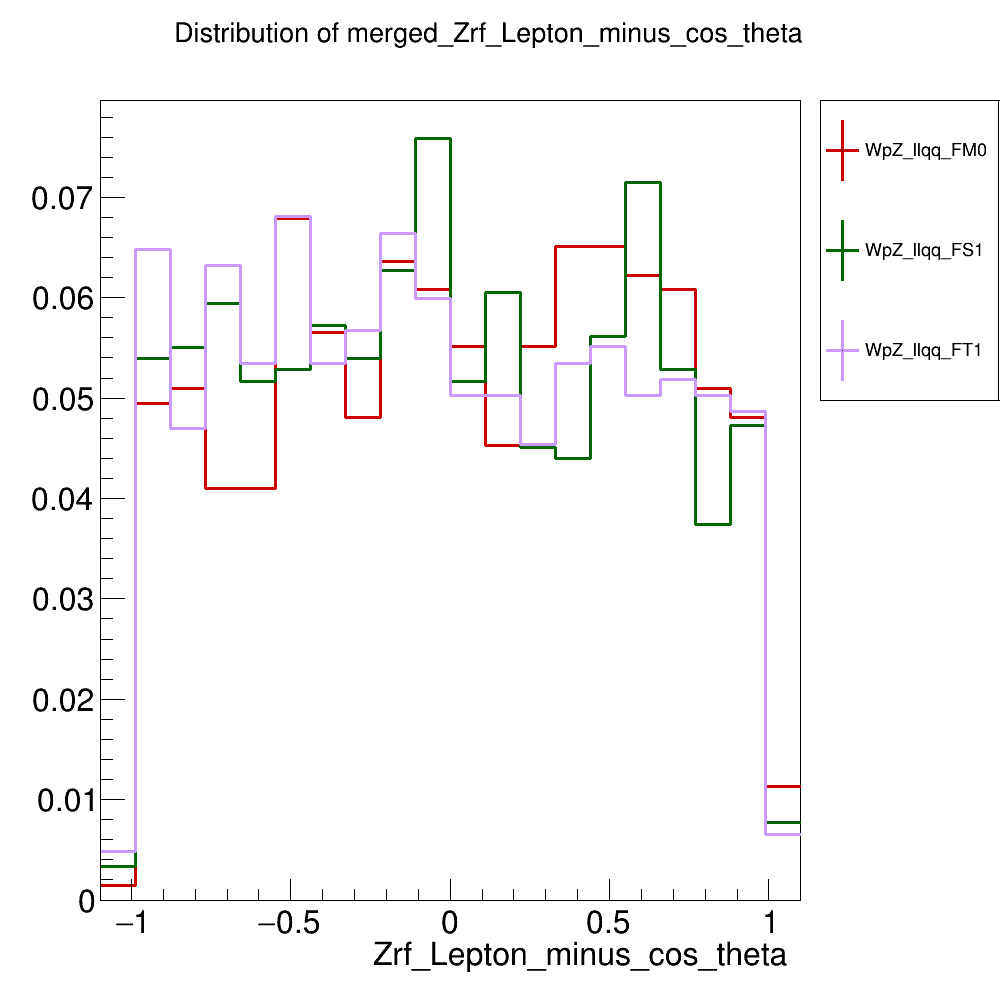 Distribution of merged_Zrf_Lepton_minus_cos_theta
WpZ_llqq_FM0
WpZ_llqq_FS1
WpZ_llqq_FT1
0.07
0.06
0.05
0.04
0.03
0.02
0.01
0
−1
−0.5
0
0.5
1
Zrf_Lepton_minus_cos_theta